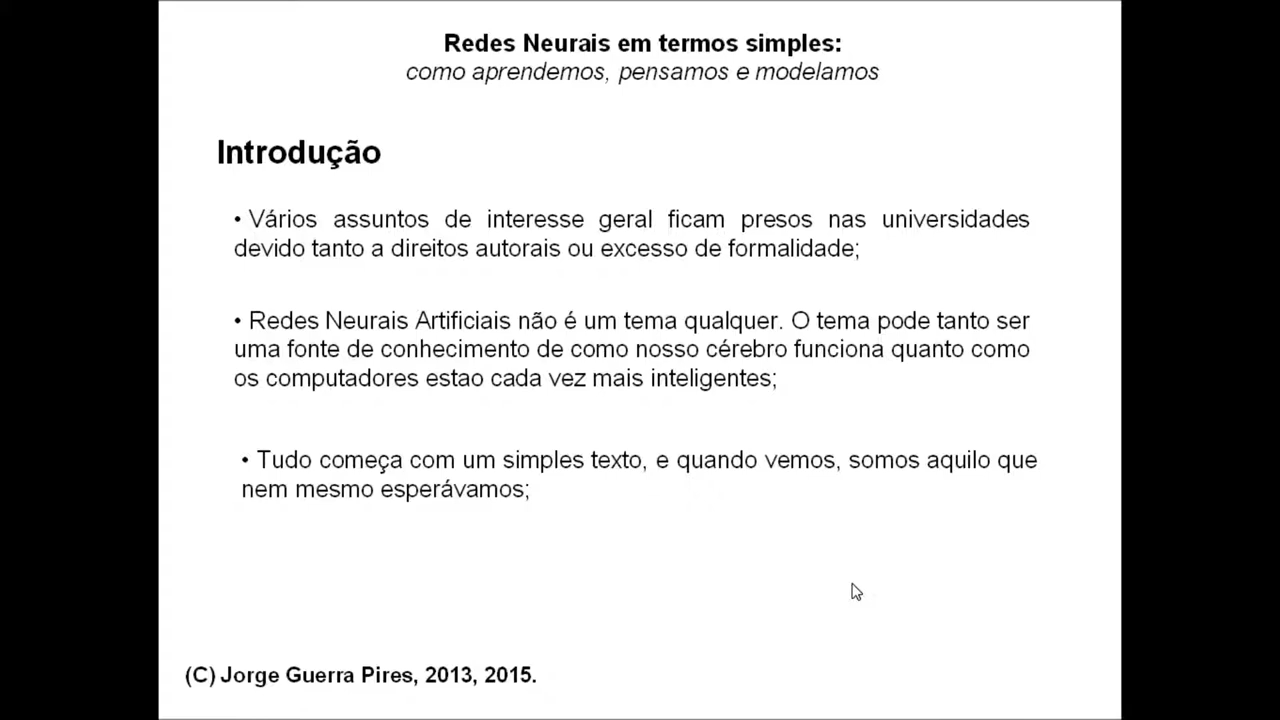 Redes Neurais em termos simples:
como aprendemos, pensamos e modelamos
Introdução
• Vários assuntos de interesse geral ficam presos nas universidades
devido tanto a direitos autorais ou excesso de formalidade;
• Redes Neurais Artificiais não é um tema qualquer. O tema pode tanto ser
uma fonte de conhecimento de como nosso cérebro funciona quanto como
os computadores estao cada vez mais inteligentes;
• Tudo começa com um simples texto, e quando vemos, somos aquilo que
nem mesmo esperávamos;
(C) Jorge Guerra Pires, 2013, 2015.